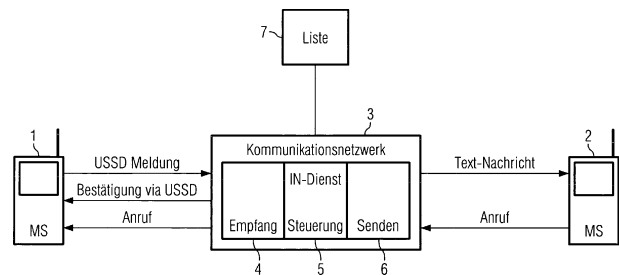 7
Liste
3
1
2
Kommunikationsnetzwerk
USSD Meldung
Text-Nachricht
IN-Dienst
Bestätigung via USSD
Anruf
Empfang
Steuerung
Senden
Anruf
MS
MS
4
5
6